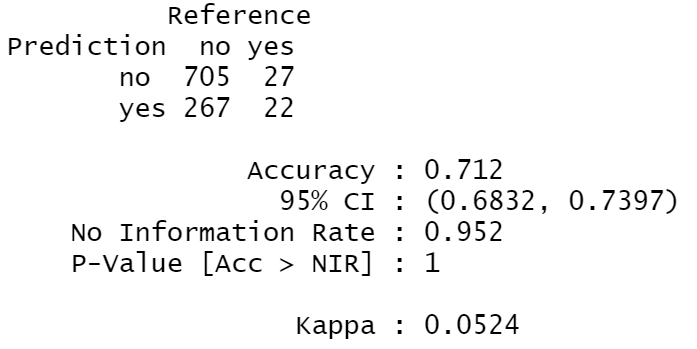 Reference
Prediction no yes
no 705 27
yes 267 22
Accuracy : 0.712
95% CI : (0.6832, 0.7397)
No Information Rate : 0.952
P-Value [Acc > NIR] : 1
Kappa : 0.0524